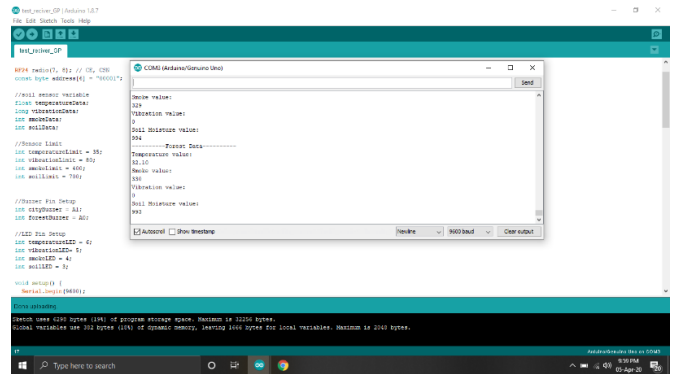 test_reciver_GP | Arduino 1.8.7
File Edit Sketch Tools Help
test_reciver_GP
RF24 radio(7, 8); // CE, CSN
const byte address[6] = "00001";
//soil sensor variable
float temperatureData;
long vibrationData;
int smokeData;
int soilData;
//Sensor Limit
int temperatureLimit = 35;
int vibrationLimit = 80;
int smokeLimit = 600;
int soilLimit = 700;
//Buzzer Pin Setup
int cityBuzzer = A1;
int forestBuzzer = A0;
//LED Pin Setup
int temperatureLED = 6;
int vibrationLED= 5;
int smokeLED = 4;
int soilLED = 3;
void setup() {
Serial.begin(9600);
COM3 (Arduino/Genuino Uno)
Send
Smoke value:
329
Vibration value:
0
Soil Moisture value:
994
----------Forest Data----------
Temperature value:
32.10
Smoke value:
330
Vibration value:
0
Soil Moisture value:
993
Autoscroll Show timestamp Newline 9600 baud Clear output
Done uploading.
Sketch uses 6290 bytes (19%) of program storage space. Maximum is 32256 bytes.
Global variables use 382 bytes (18%) of dynamic memory, leaving 1666 bytes for local variables. Maximum is 2048 bytes.
Arduino/Genuino Uno on COM3
Type here to search
9:50 PM
05-Apr-20